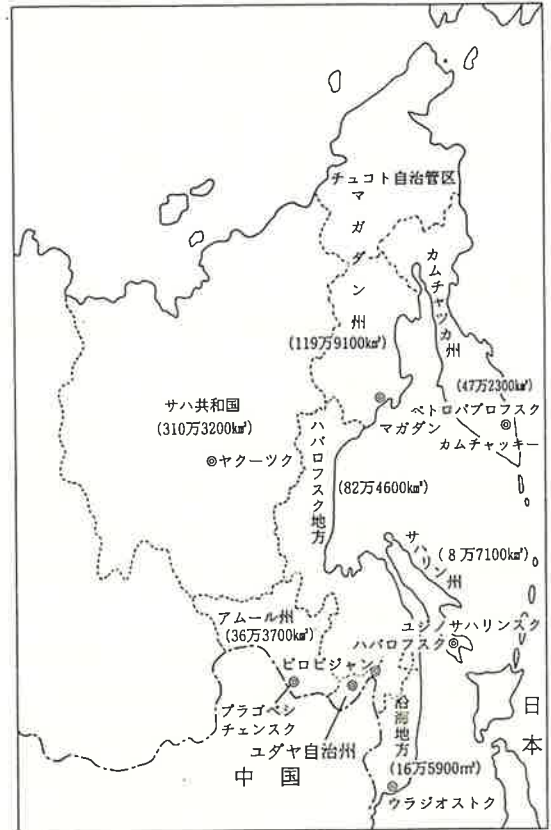 チュコト自治管区
マガダン州
(119万9100km²)
カムチャツカ州
(47万2300km²)
ペトロパブロフスク
カムチャッキー
マガダン
サハ共和国
(310万3200km²)
ヤクーツク
ハバロフスク地方
(82万4600km²)
サハリン州
(8万7100km²)
ユジノサハリンスク
アムール州
(36万3700km²)
ハバロフスク
ビロビジャン
ブラゴベシ
チェンスク
ユダヤ自治州
沿海地方
(16万5900m²)
ウラジオストク
中国
日本